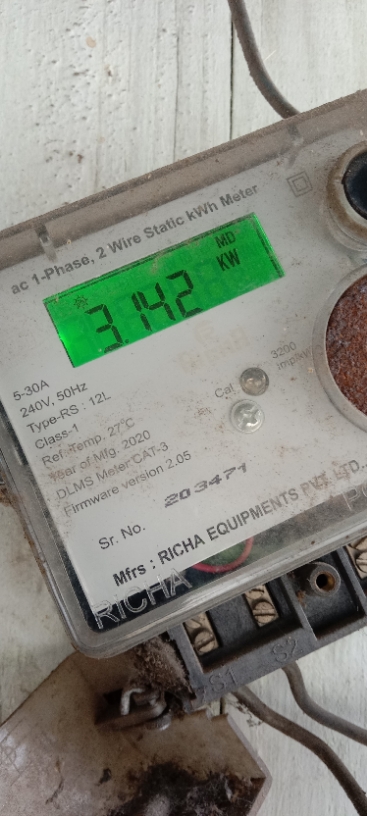 ac 1-Phase, 2 Wire Static kWh Meter
MD
KW
3.142
5-30A
240V, 50Hz
Type-RS : 12L
Class-1
Ref. Temp. 27°C
Year of Mfg. 2020
DLMS Meter CAT-3
Firmware version 2.05
Cal
3200
Sr. No. 203471
Mfrs : RICHA EQUIPMENTS PVT. LTD.
RICHA
S1 S2